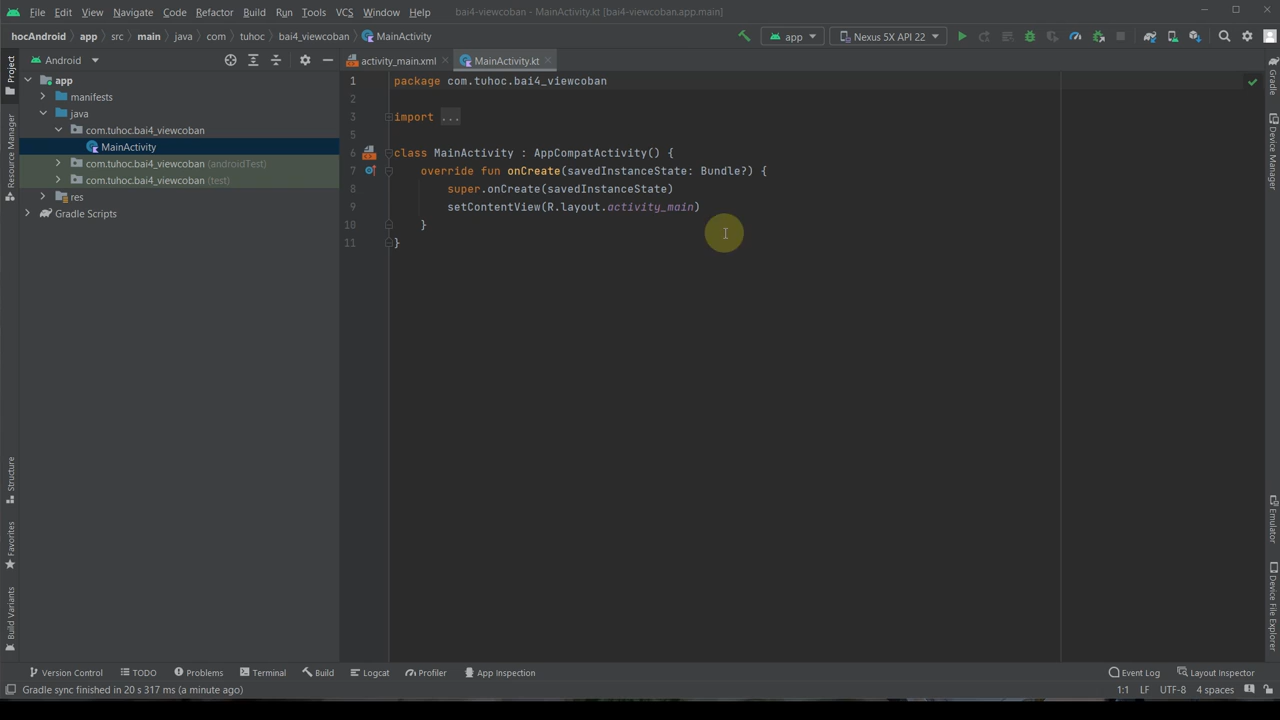 File Edit View Navigate Code Refactor Build Run Tools VCS Window Help bai4-viewcoban - MainActivity.kt [bai4-viewcoban.app.main]
hocAndroid app src main java com tuhoc bai4_viewcoban MainActivity app Nexus 5X API 22
Project
Resource Manager
Structure
Favorites
Build Variants
Android
app
manifests
java
com.tuhoc.bai4_viewcoban
MainActivity
com.tuhoc.bai4_viewcoban (androidTest)
com.tuhoc.bai4_viewcoban (test)
res
Gradle Scripts
activity_main.xml MainActivity.kt
1 package com.tuhoc.bai4_viewcoban
2
3 import ...
5
6 class MainActivity : AppCompatActivity() {
7 override fun onCreate(savedInstanceState: Bundle?) {
8 super.onCreate(savedInstanceState)
9 setContentView(R.layout.activity_main)
10 }
11 }
Gradle
Device Manager
Emulator
Device File Explorer
Version Control TODO Problems Terminal Build Logcat Profiler App Inspection Event Log Layout Inspector
Gradle sync finished in 20 s 317 ms (a minute ago) 1:1 LF UTF-8 4 spaces